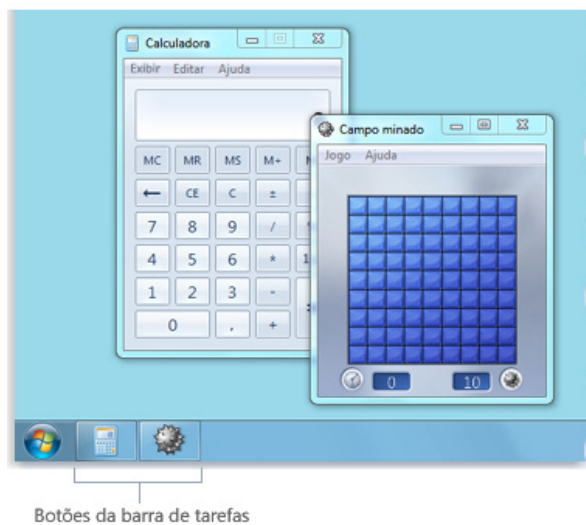 Calculadora
Exibir Editar Ajuda
MC MR MS M+
← CE C ±
7 8 9 /
4 5 6 *
1 2 3 -
0 , +
Campo minado
Jogo Ajuda
0 10
Botões da barra de tarefas